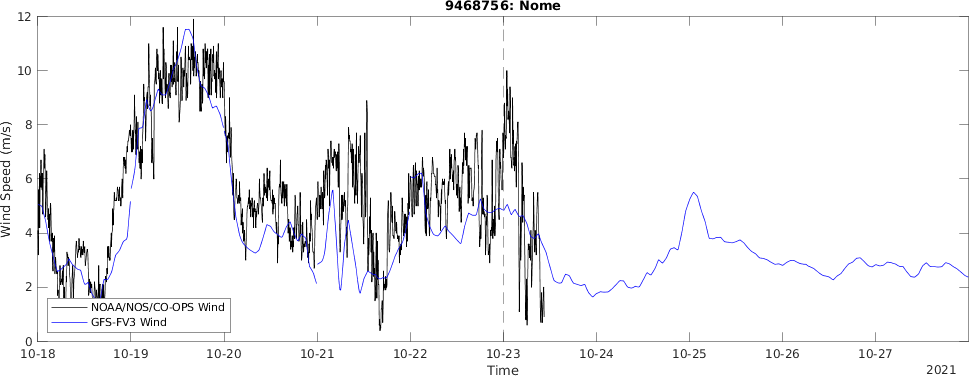 9468756: Nome
12
10
8
6
4
2
0
Wind Speed (m/s)
NOAA/NOS/CO-OPS Wind
GFS-FV3 Wind
10-18 10-19 10-20 10-21 10-22 10-23 10-24 10-25 10-26 10-27
Time
2021